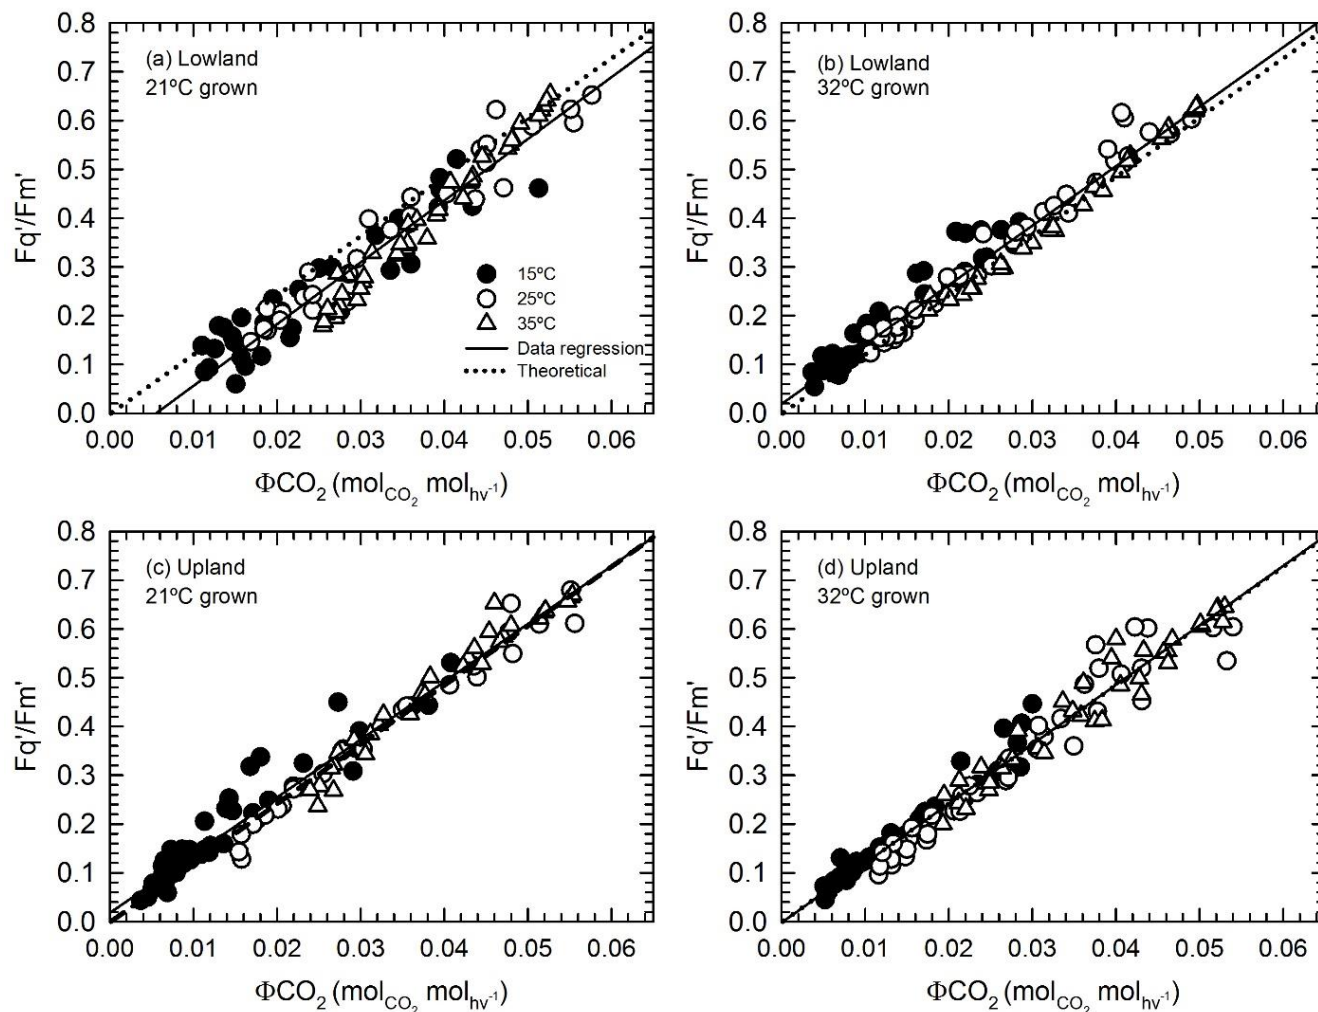 0.8
0.7
0.6
0.5
0.4
0.3
0.2
0.1
0.0
Fq'/Fm'
(a) Lowland
21ºC grown
15ºC
25ºC
35ºC
Data regression
Theoretical
0.00 0.01 0.02 0.03 0.04 0.05 0.06
ΦCO₂ (mol_CO₂ mol_hv⁻¹)
(b) Lowland
32ºC grown
0.8
0.7
0.6
0.5
0.4
0.3
0.2
0.1
0.0
Fq'/Fm'
0.00 0.01 0.02 0.03 0.04 0.05 0.06
ΦCO₂ (mol_CO₂ mol_hv⁻¹)
0.8
0.7
0.6
0.5
0.4
0.3
0.2
0.1
0.0
Fq'/Fm'
(c) Upland
21ºC grown
0.00 0.01 0.02 0.03 0.04 0.05 0.06
ΦCO₂ (mol_CO₂ mol_hv⁻¹)
(d) Upland
32ºC grown
0.8
0.7
0.6
0.5
0.4
0.3
0.2
0.1
0.0
Fq'/Fm'
0.00 0.01 0.02 0.03 0.04 0.05 0.06
ΦCO₂ (mol_CO₂ mol_hv⁻¹)